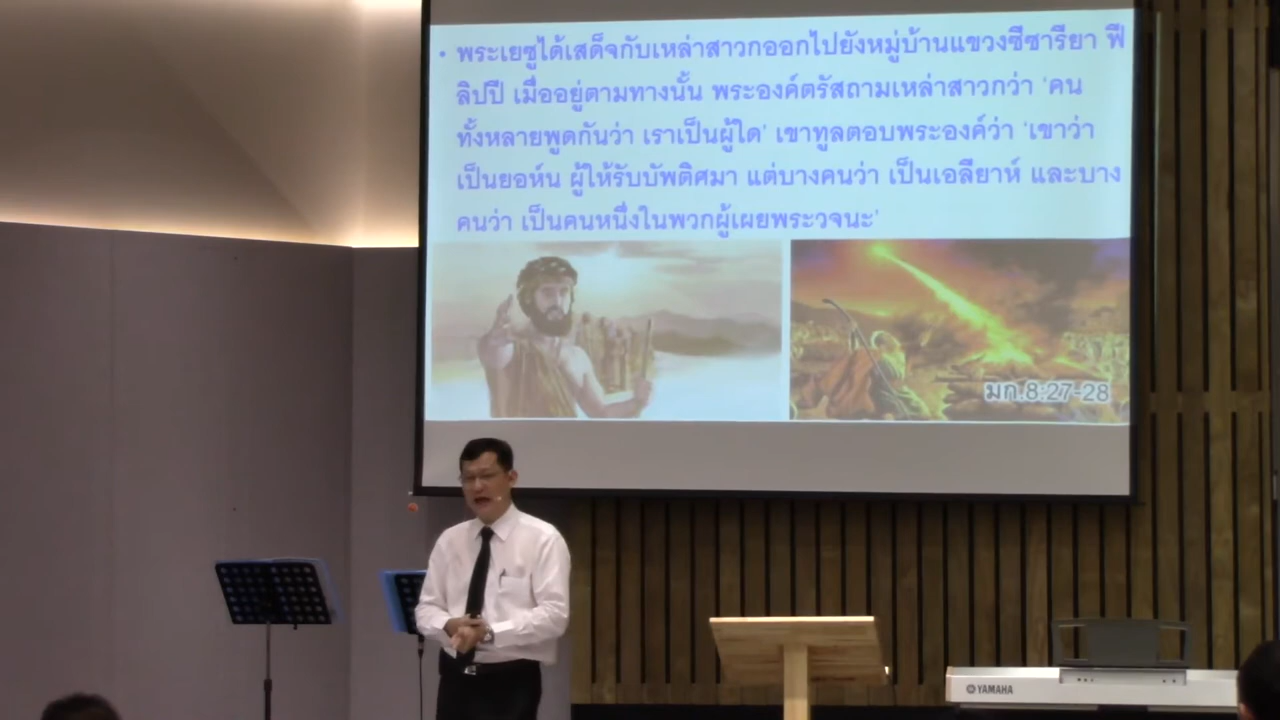 • พระเยซูได้เสด็จกับเหล่าสาวกออกไปยังหมู่บ้านแขวงซีซารียา ฟี
ลิปปี เมื่ออยู่ตามทางนั้น พระองค์ตรัสถามเหล่าสาวกว่า 'คน
ทั้งหลายพูดกันว่า เราเป็นผู้ใด' เขาทูลตอบพระองค์ว่า 'เขาว่า
เป็นยอห์น ผู้ให้รับบัพติศมา แต่บางคนว่า เป็นเอลียาห์ และบาง
คนว่า เป็นคนหนึ่งในพวกผู้เผยพระวจนะ'
มก.8:27-28
YAMAHA